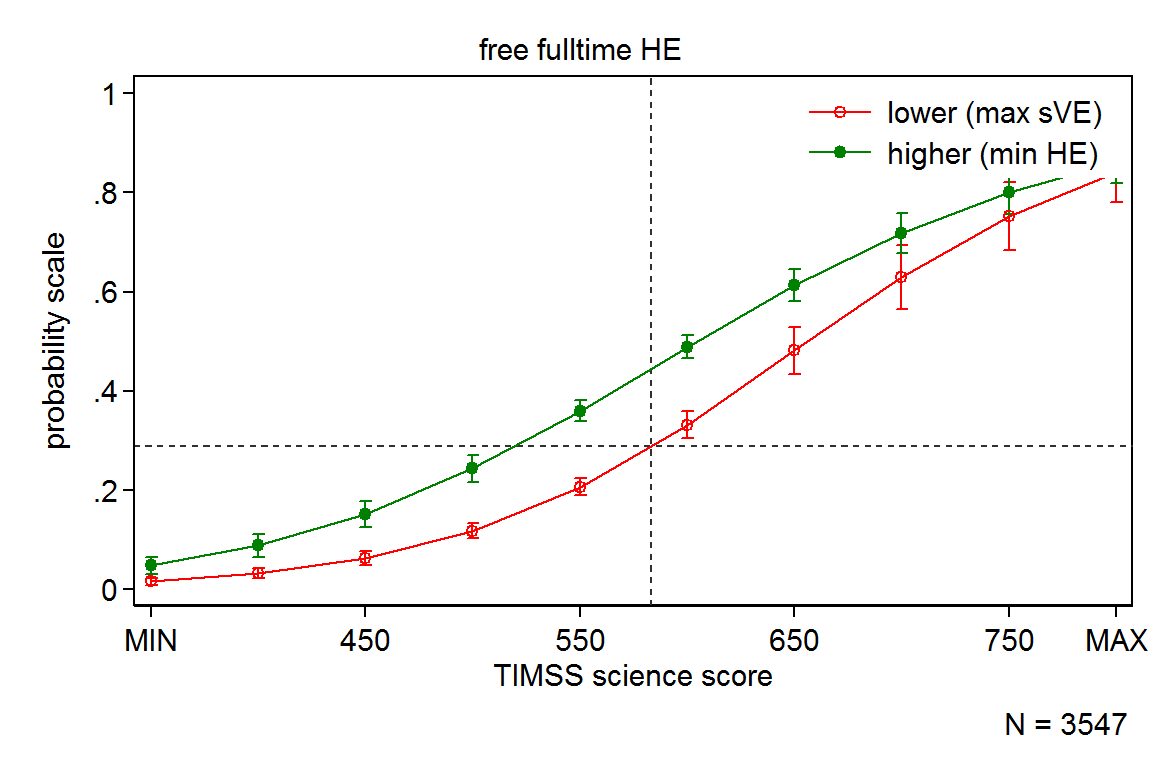 free fulltime HE
lower (max sVE)
higher (min HE)
probability scale
1
.8
.6
.4
.2
0
MIN 450 550 650 750 MAX
TIMSS science score
N = 3547